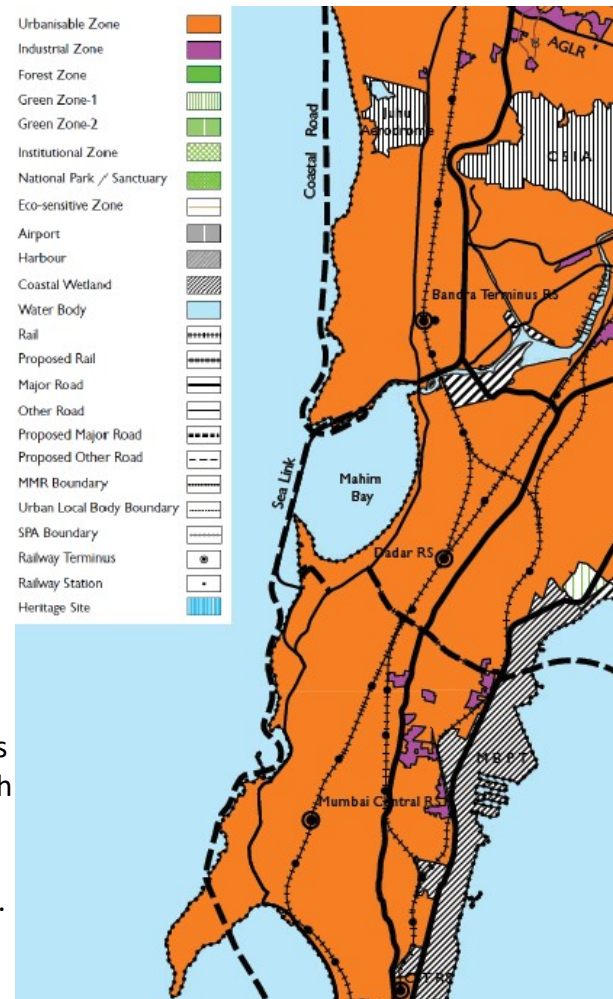 Urbanisable Zone
Industrial Zone
Forest Zone
Green Zone-1
Green Zone-2
Institutional Zone
National Park / Sanctuary
Eco-sensitive Zone
Airport
Harbour
Coastal Wetland
Water Body
Rail
Proposed Rail
Major Road
Other Road
Proposed Major Road
Proposed Other Road
MMR Boundary
Urban Local Body Boundary
SPA Boundary
Railway Terminus
Railway Station
Heritage Site
s
h
.
AGLR
Juhu
Aerodrome
CSIA
Coastal Road
Bandra Terminus RS
Mithi River
Sea Link
Mahim
Bay
Dadar RS
MBPT
Mumbai Central RS